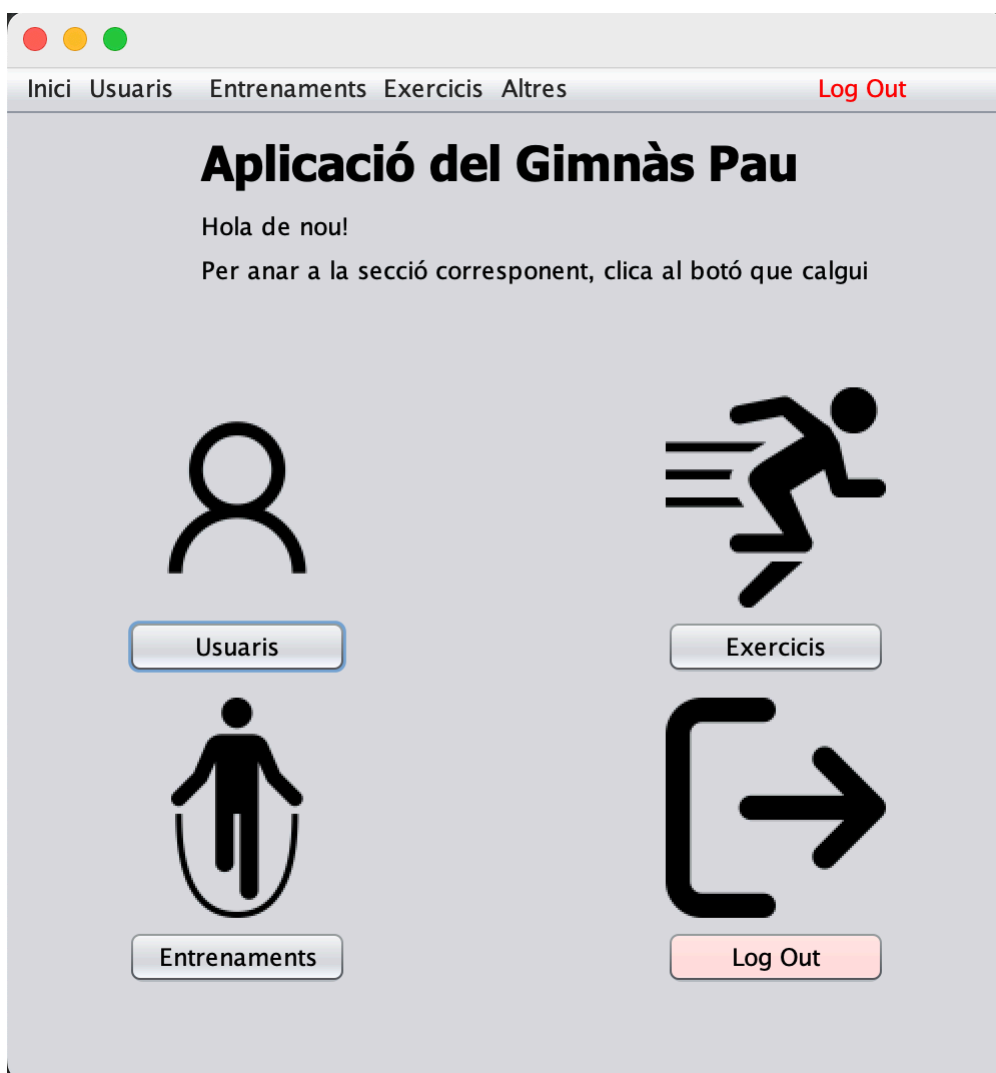 Inici Usuaris Entrenaments Exercicis Altres Log Out
Aplicació del Gimnàs Pau
Hola de nou!
Per anar a la secció corresponent, clica al botó que calgui
Usuaris Exercicis
Entrenaments Log Out